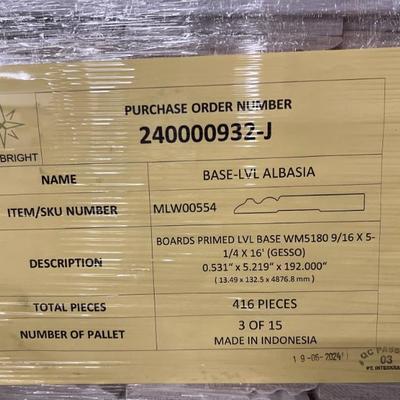 PURCHASE ORDER NUMBER
240000932-J
BRIGHT
NAME
BASE-LVL ALBASIA
ITEM/SKU NUMBER
MLW00554
DESCRIPTION
BOARDS PRIMED LVL BASE WM5180 9/16 X 5-
1/4 X 16' (GESSO)
0.531" x 5.219" x 192.000"
( 13.49 x 132.5 x 4876.8 mm )
TOTAL PIECES
416 PIECES
NUMBER OF PALLET
3 OF 15
MADE IN INDONESIA
19-06-2024
QC PASS
03